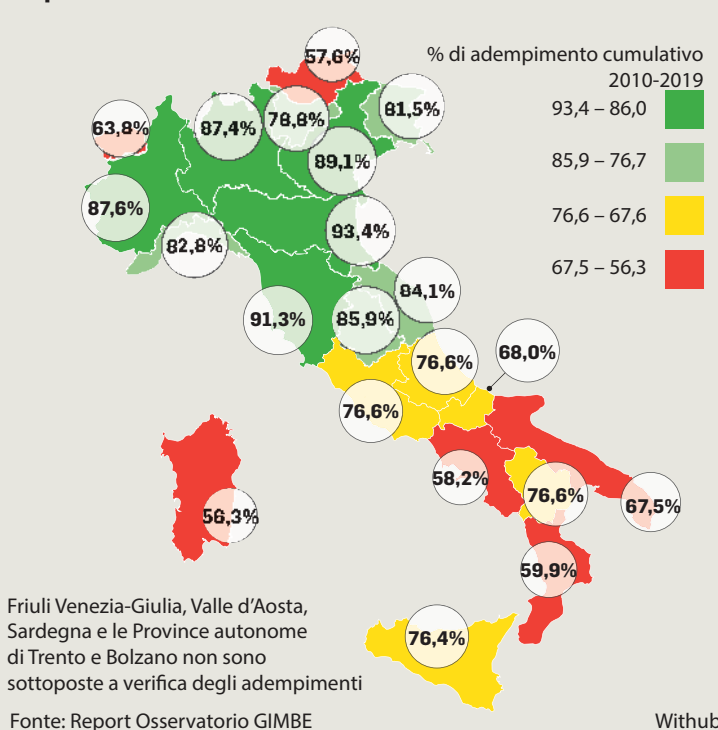 % di adempimento cumulativo
2010-2019
93,4 – 86,0
85,9 – 76,7
76,6 – 67,6
67,5 – 56,3
57,6%
63,8%
87,4%
78,8%
81,5%
89,1%
87,6%
82,8%
93,4%
84,1%
91,3%
85,9%
76,6%
68,0%
76,6%
58,2%
76,6%
67,5%
56,3%
59,9%
76,4%
Friuli Venezia-Giulia, Valle d’Aosta,
Sardegna e le Province autonome
di Trento e Bolzano non sono
sottoposte a verifica degli adempimenti
Fonte: Report Osservatorio GIMBE
Withub